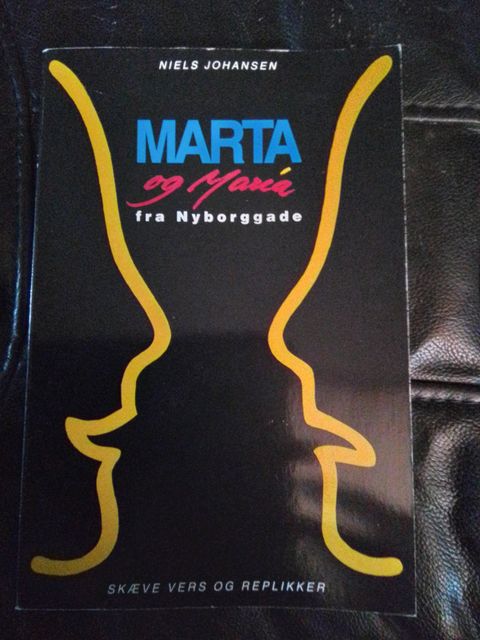 NIELS JOHANSEN
MARTA
og Maria
fra Nyborggade
SKÆVE VERS OG REPLIKKER